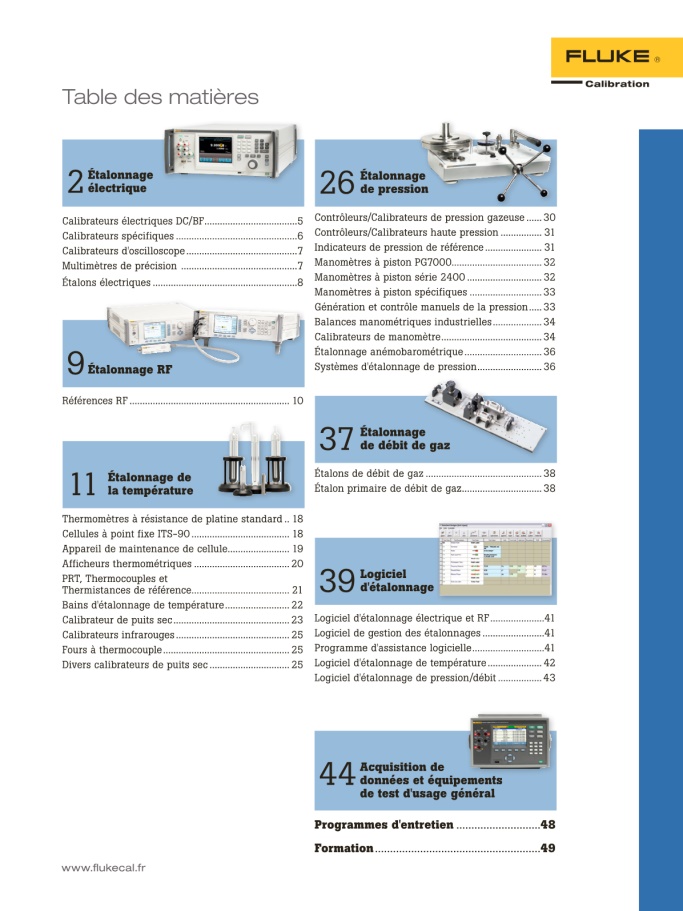 FLUKE ®
Calibration
Table des matières
2 Étalonnage
électrique
Calibrateurs électriques DC/BF..................................5
Calibrateurs spécifiques ............................................6
Calibrateurs d'oscilloscope........................................7
Multimètres de précision ..........................................7
Étalons électriques ....................................................8
9 Étalonnage RF
Références RF .......................................................... 10
11 Étalonnage de
la température
Thermomètres à résistance de platine standard .. 18
Cellules à point fixe ITS-90 ................................... 18
Appareil de maintenance de cellule...................... 19
Afficheurs thermométriques .................................. 20
PRT, Thermocouples et
Thermistances de référence................................... 21
Bains d'étalonnage de température....................... 22
Calibrateur de puits sec.......................................... 23
Calibrateurs infrarouges......................................... 25
Fours à thermocouple............................................. 25
Divers calibrateurs de puits sec ............................. 25
26 Étalonnage
de pression
Contrôleurs/Calibrateurs de pression gazeuse ...... 30
Contrôleurs/Calibrateurs haute pression ............... 31
Indicateurs de pression de référence .................... 31
Manomètres à piston PG7000................................ 32
Manomètres à piston série 2400 ........................... 32
Manomètres à piston spécifiques .......................... 33
Génération et contrôle manuels de la pression..... 33
Balances manométriques industrielles.................. 34
Calibrateurs de manomètre.................................... 34
Étalonnage anémobarométrique............................ 36
Systèmes d'étalonnage de pression....................... 36
37 Étalonnage
de débit de gaz
Étalons de débit de gaz ......................................... 38
Étalon primaire de débit de gaz............................. 38
39 Logiciel
d'étalonnage
Logiciel d'étalonnage électrique et RF....................41
Logiciel de gestion des étalonnages ......................41
Programme d'assistance logicielle..........................41
Logiciel d'étalonnage de température................... 42
Logiciel d'étalonnage de pression/débit ................ 43
44 Acquisition de
données et équipements
de test d'usage général
Programmes d'entretien ............................48
Formation.......................................................49
www.flukecal.fr